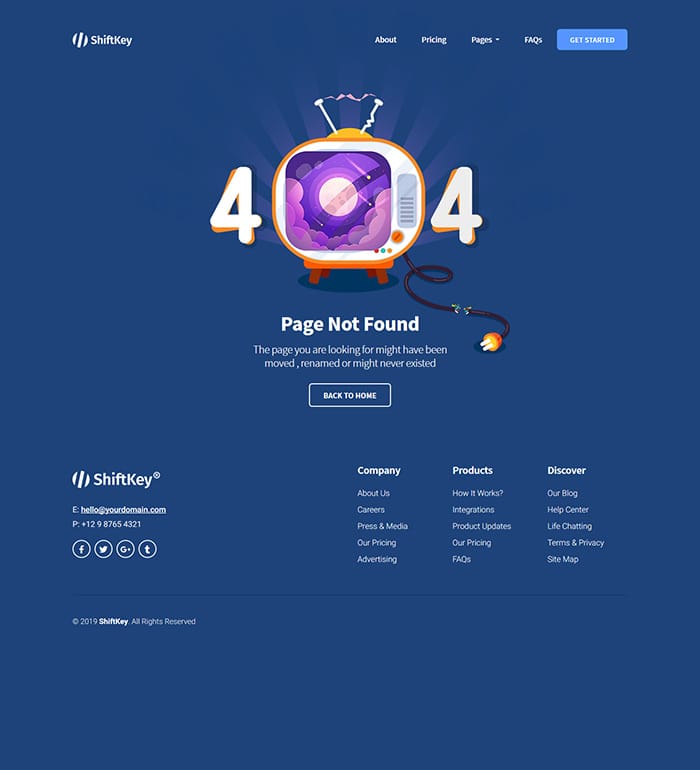 ShiftKey
About
Pricing
Pages
FAQs
GET STARTED
4 4
Page Not Found
The page you are looking for might have been
moved , renamed or might never existed
BACK TO HOME
ShiftKey®
E: hello@yourdomain.com
P: +12 9 8765 4321
Company
About Us
Careers
Press & Media
Our Pricing
Advertising
Products
How It Works?
Integrations
Product Updates
Our Pricing
FAQs
Discover
Our Blog
Help Center
Life Chatting
Terms & Privacy
Site Map
© 2019 ShiftKey. All Rights Reserved